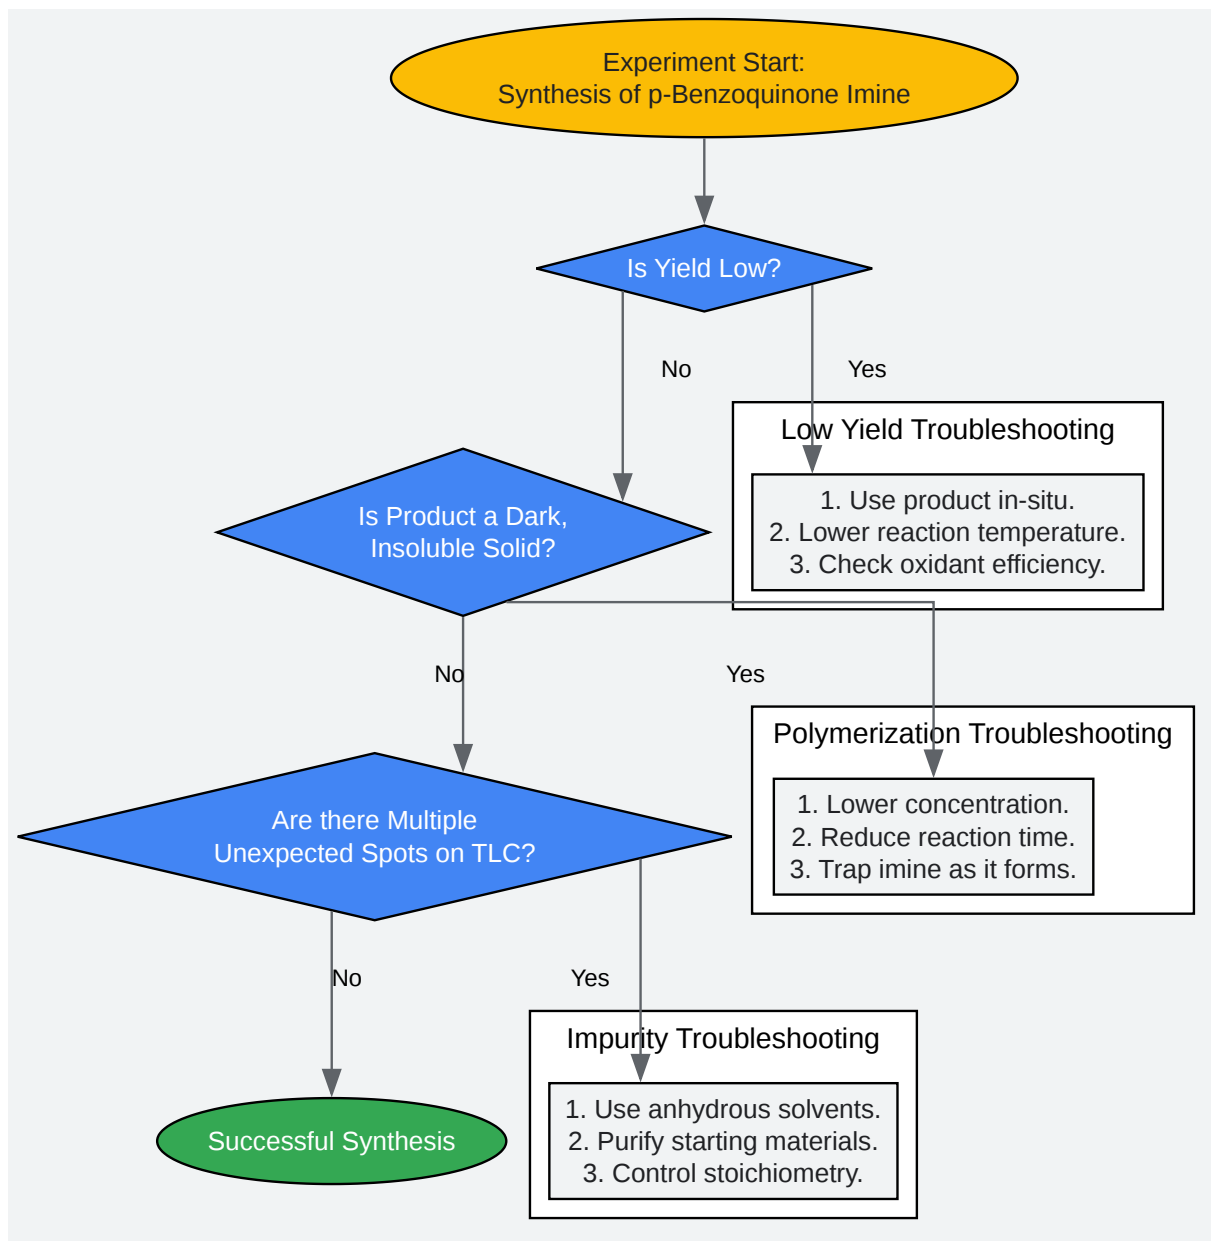 Experiment Start:
Synthesis of p-Benzoquinone Imine
Is Yield Low?
No
Yes
Low Yield Troubleshooting
1. Use product in-situ.
2. Lower reaction temperature.
3. Check oxidant efficiency.
Is Product a Dark,
Insoluble Solid?
No
Yes
Polymerization Troubleshooting
1. Lower concentration.
2. Reduce reaction time.
3. Trap imine as it forms.
Are there Multiple
Unexpected Spots on TLC?
No
Yes
Impurity Troubleshooting
1. Use anhydrous solvents.
2. Purify starting materials.
3. Control stoichiometry.
Successful Synthesis